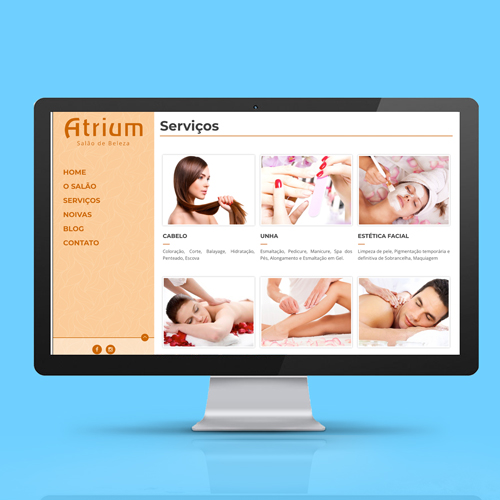 Atrium
Salão de Beleza
HOME
O SALÃO
SERVIÇOS
NOIVAS
BLOG
CONTATO
Serviços
CABELO
Coloração, Corte, Balayage, Hidratação,
Penteado, Escova
UNHA
Esmaltação, Pedicure, Manicure, Spa dos
Pés, Alongamento e Esmaltação em Gel.
ESTÉTICA FACIAL
Limpeza de pele, Pigmentação temporária e
definitiva de Sobrancelha, Maquiagem